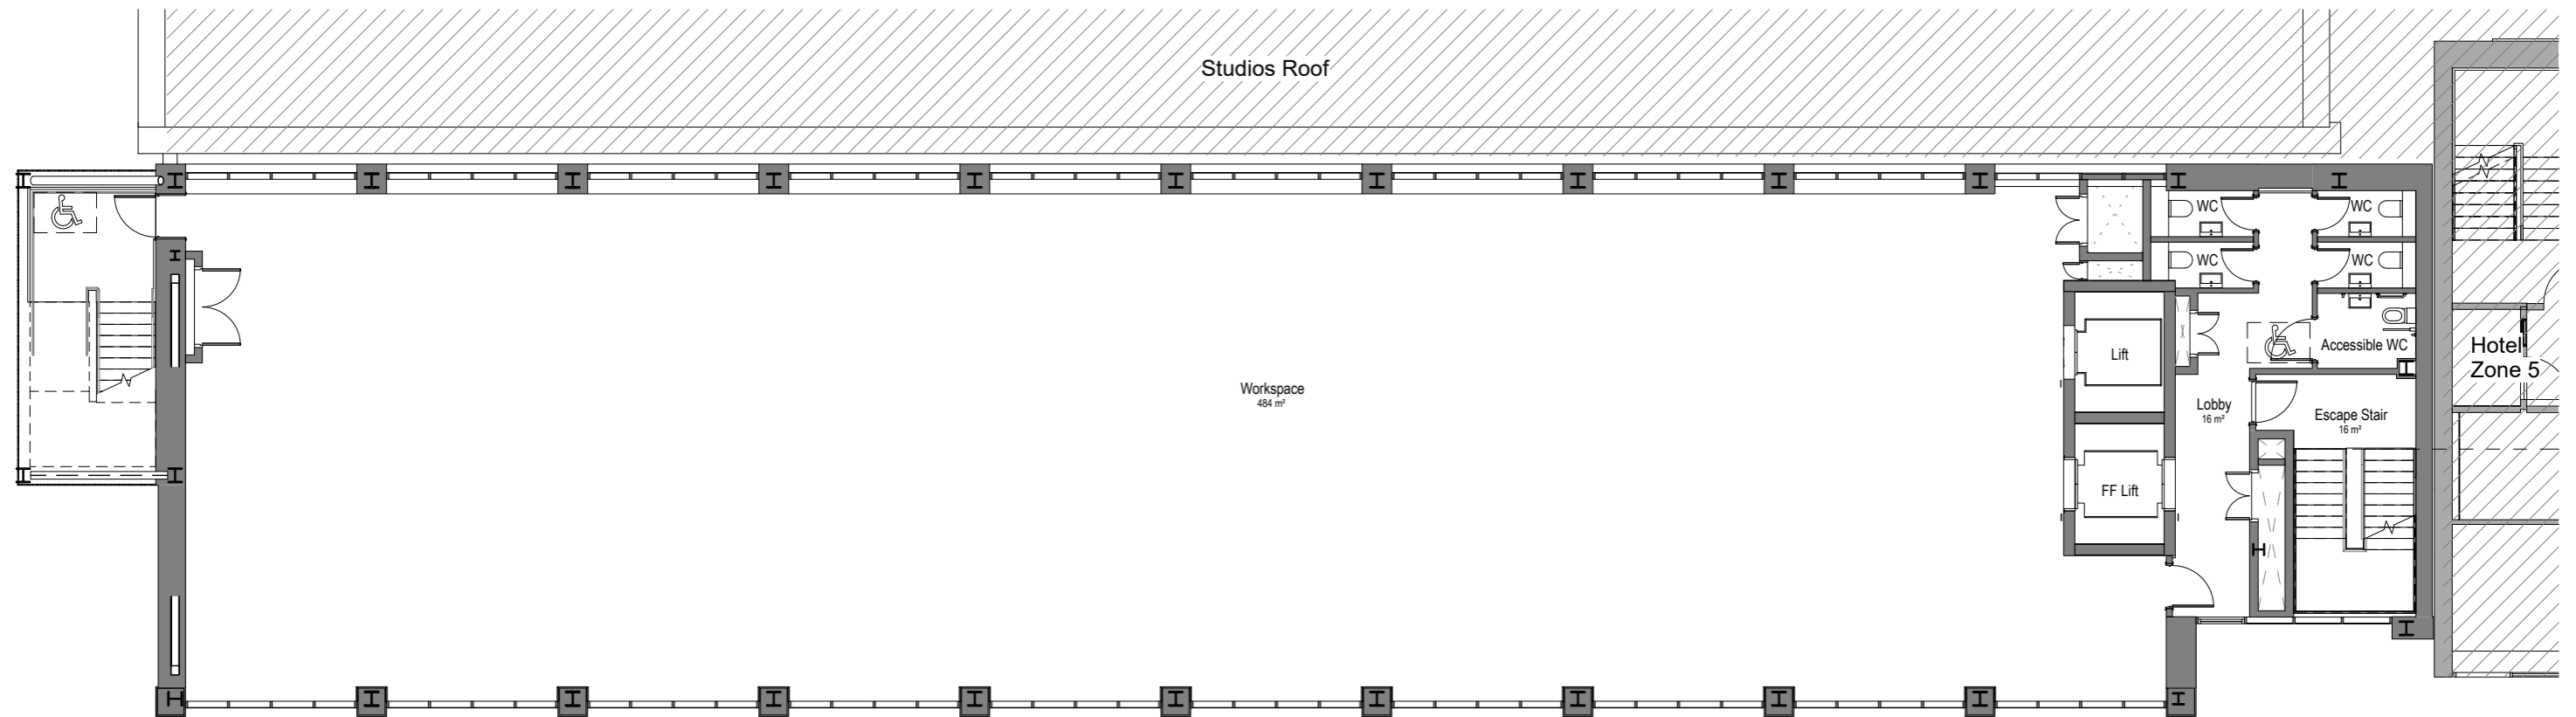 Studios Roof
WC
WC
WC
WC
Lift
Accessible WC
Hotel
Zone 5
Workspace
484 m²
Lobby
16 m²
Escape Stair
16 m²
FF Lift